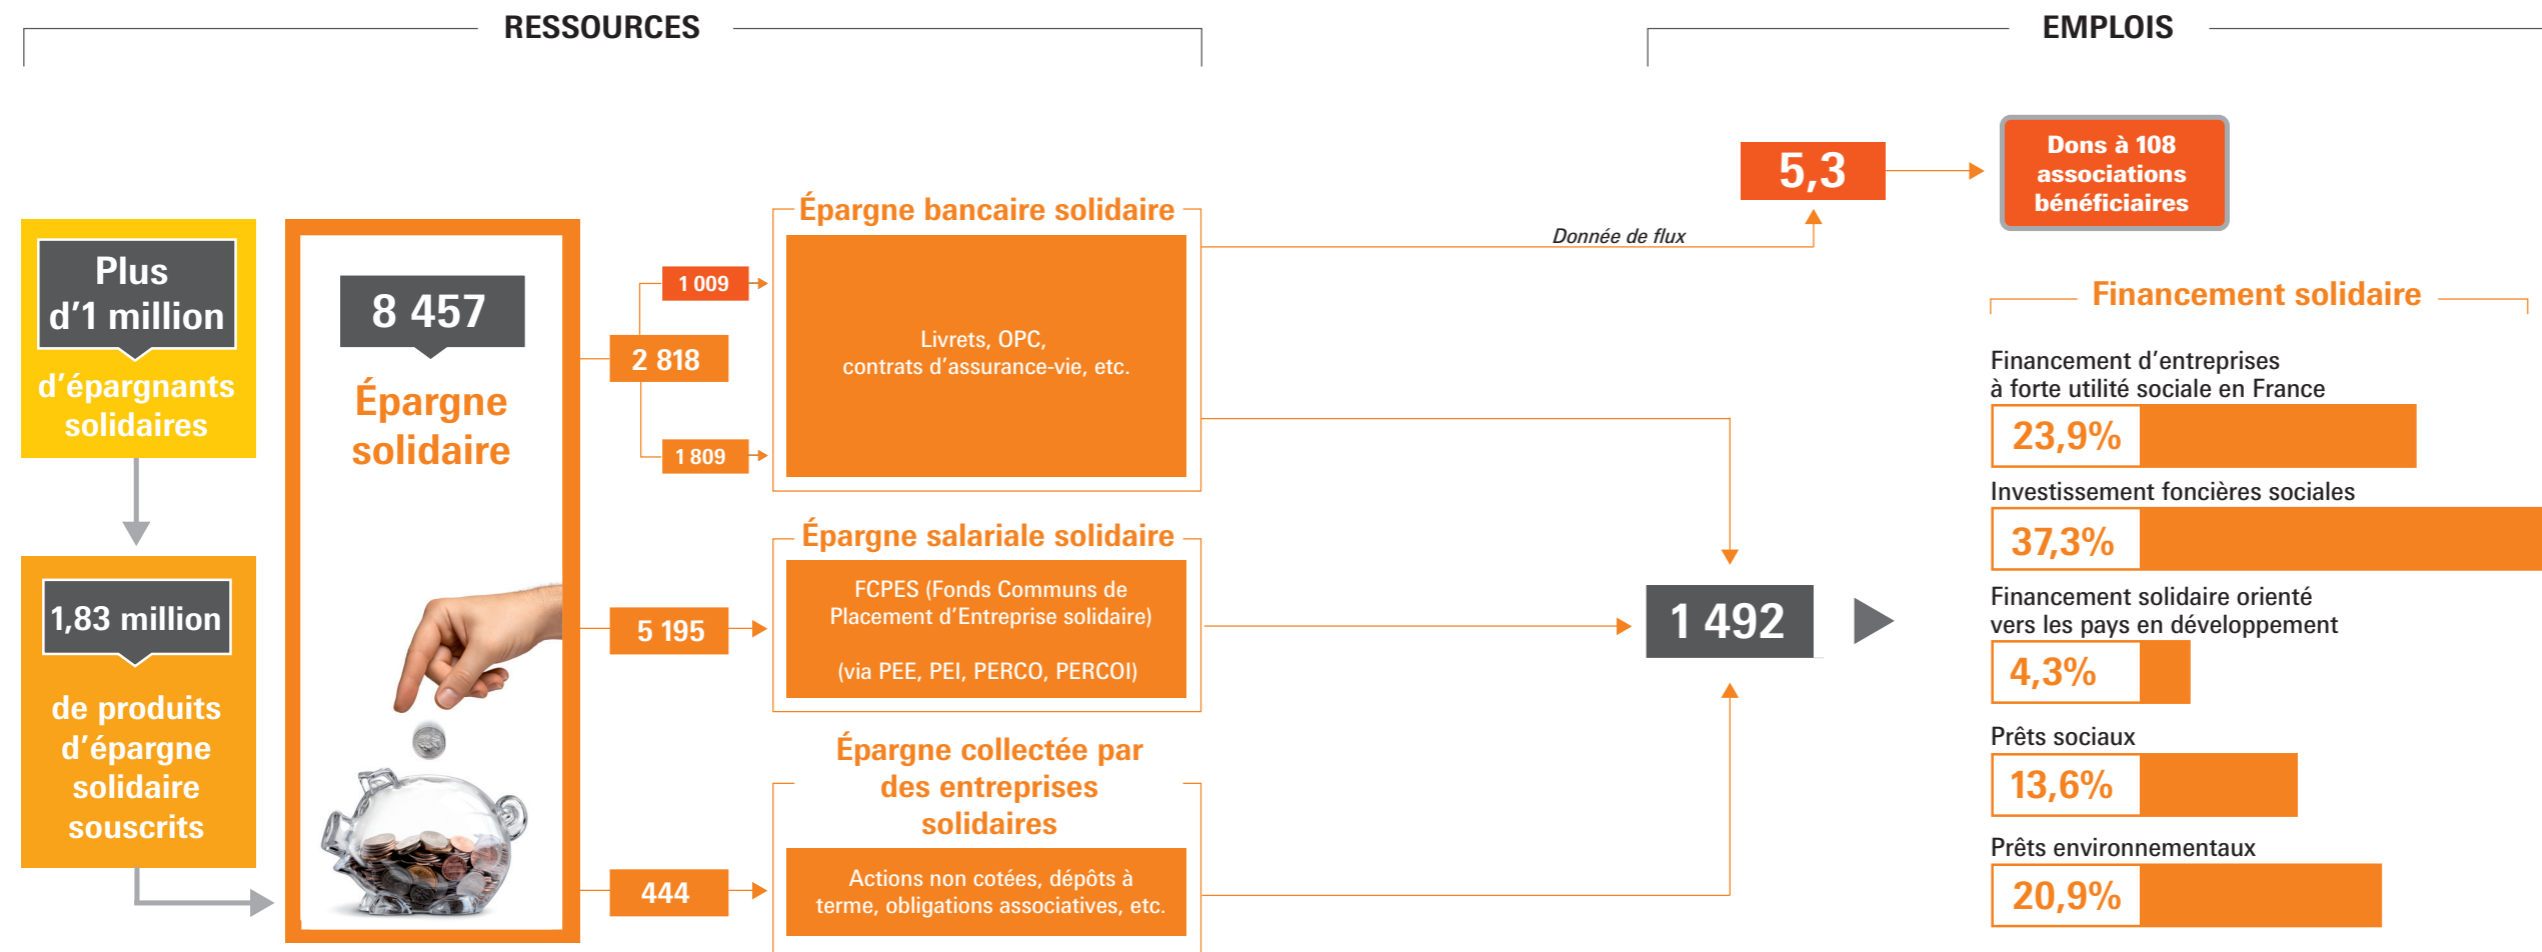 RESSOURCES
EMPLOIS
Plus
d'1 million
d'épargnants
solidaires
1,83 million
de produits
d'épargne
solidaire
souscrits
8 457
Épargne
solidaire
2 818
1 009
1 809
5 195
444
Épargne bancaire solidaire
Livrets, OPC,
contrats d'assurance-vie, etc.
Épargne salariale solidaire
FCPES (Fonds Communs de
Placement d'Entreprise solidaire)
(via PEE, PEI, PERCO, PERCOI)
Épargne collectée par
des entreprises
solidaires
Actions non cotées, dépôts à
terme, obligations associatives, etc.
Donnée de flux
5,3
Dons à 108
associations
bénéficiaires
1 492
Financement solidaire
Financement d'entreprises
à forte utilité sociale en France
23,9%
Investissement foncières sociales
37,3%
Financement solidaire orienté
vers les pays en développement
4,3%
Prêts sociaux
13,6%
Prêts environnementaux
20,9%